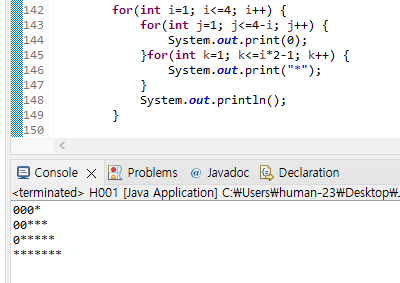 142 for(int i=1; i<=4; i++) {
143 for(int j=1; j<=4-i; j++) {
144 System.out.print(0);
145 }for(int k=1; k<=i*2-1; k++) {
146 System.out.print("*");
147 }
148 System.out.println();
149 }
150
Console Problems @ Javadoc Declaration
<terminated> H001 [Java Application] C:₩Users₩human-23₩Desktop₩
000*
00***
0*****
*******